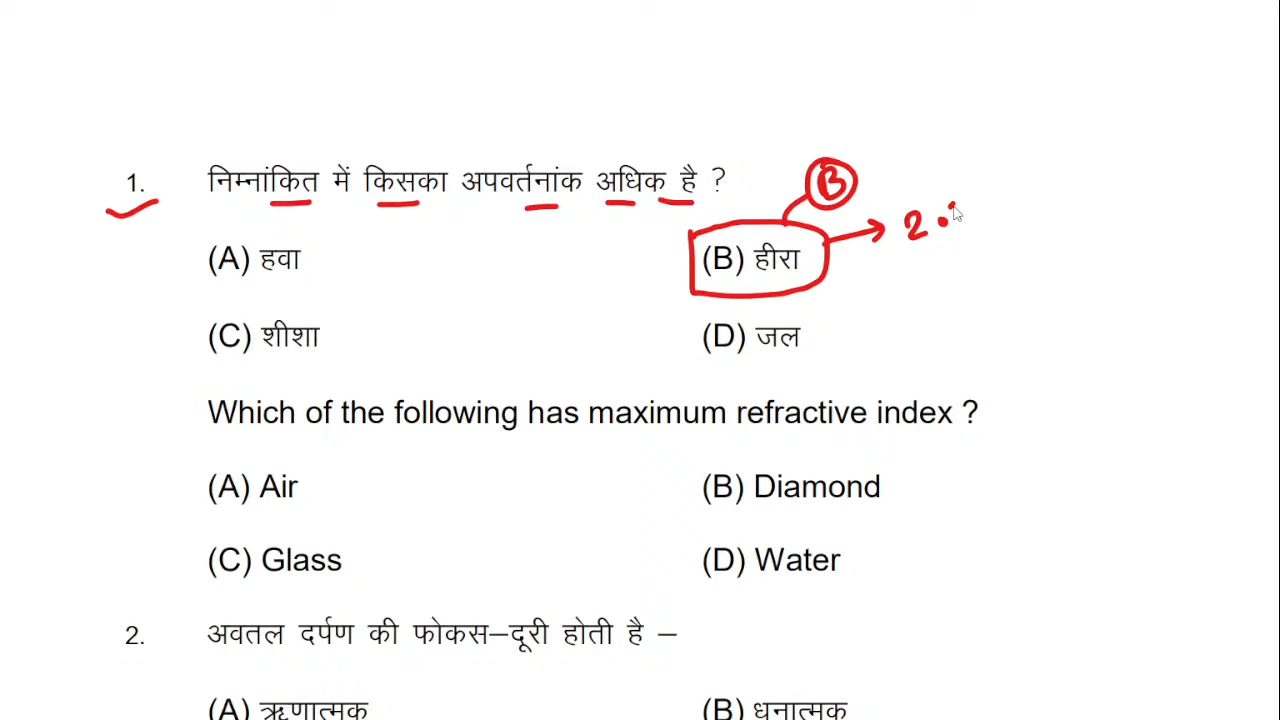 1. निम्नांकित में किसका अपवर्तनांक अधिक है ? B
(A) हवा (B) हीरा 2.
(C) शीशा (D) जल
Which of the following has maximum refractive index ?
(A) Air (B) Diamond
(C) Glass (D) Water
2. अवतल दर्पण की फोकस–दूरी होती है –
(A) ऋणात्मक (B) धनात्मक